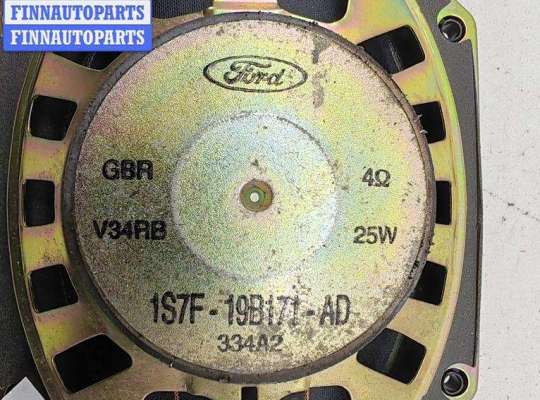 FINNAUTOPARTS
FINNAUTOPARTS
Ford
GBR 4Ω
V34RB 25W
1S7F-19B171-AD
334A2